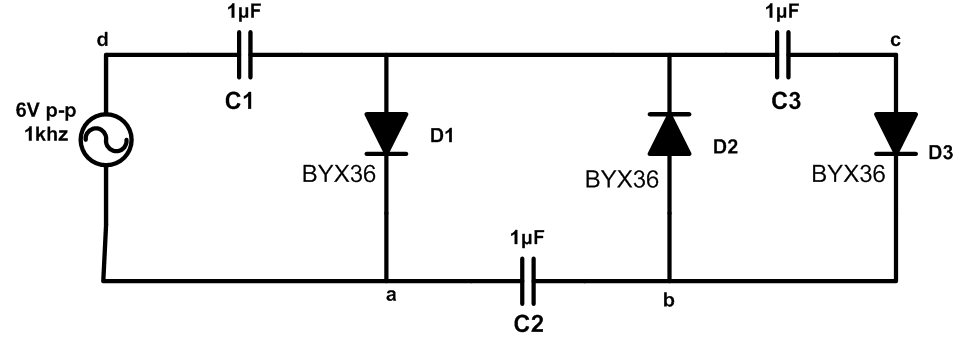 1µF
1µF
d
c
6V p-p
1khz
C1
C3
D1
D2
D3
BYX36
BYX36
BYX36
1µF
a
b
C2